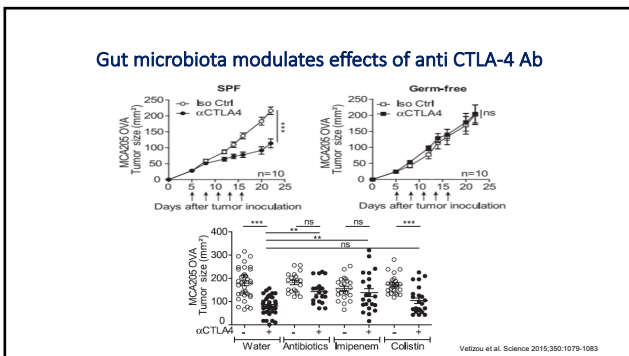 Gut microbiota modulates effects of anti CTLA-4 Ab
SPF
Iso Ctrl
αCTLA4
MCA205 OVA
Tumor size (mm²)
250
200
150
100
50
0
***
n=10
0 5 10 15 20 25
Days after tumor inoculation
Germ-free
Iso Ctrl
αCTLA4
MCA205 OVA
Tumor size (mm²)
250
200
150
100
50
0
ns
n=10
0 5 10 15 20 25
Days after tumor inoculation
MCA205 OVA
Tumor size (mm²)
400
300
200
100
0
*** ns ns ***
**
**
ns
αCTLA4 - + - + - + - +
Water Antibiotics Imipenem Colistin
Vetizou et al. Science 2015;350:1079-1083